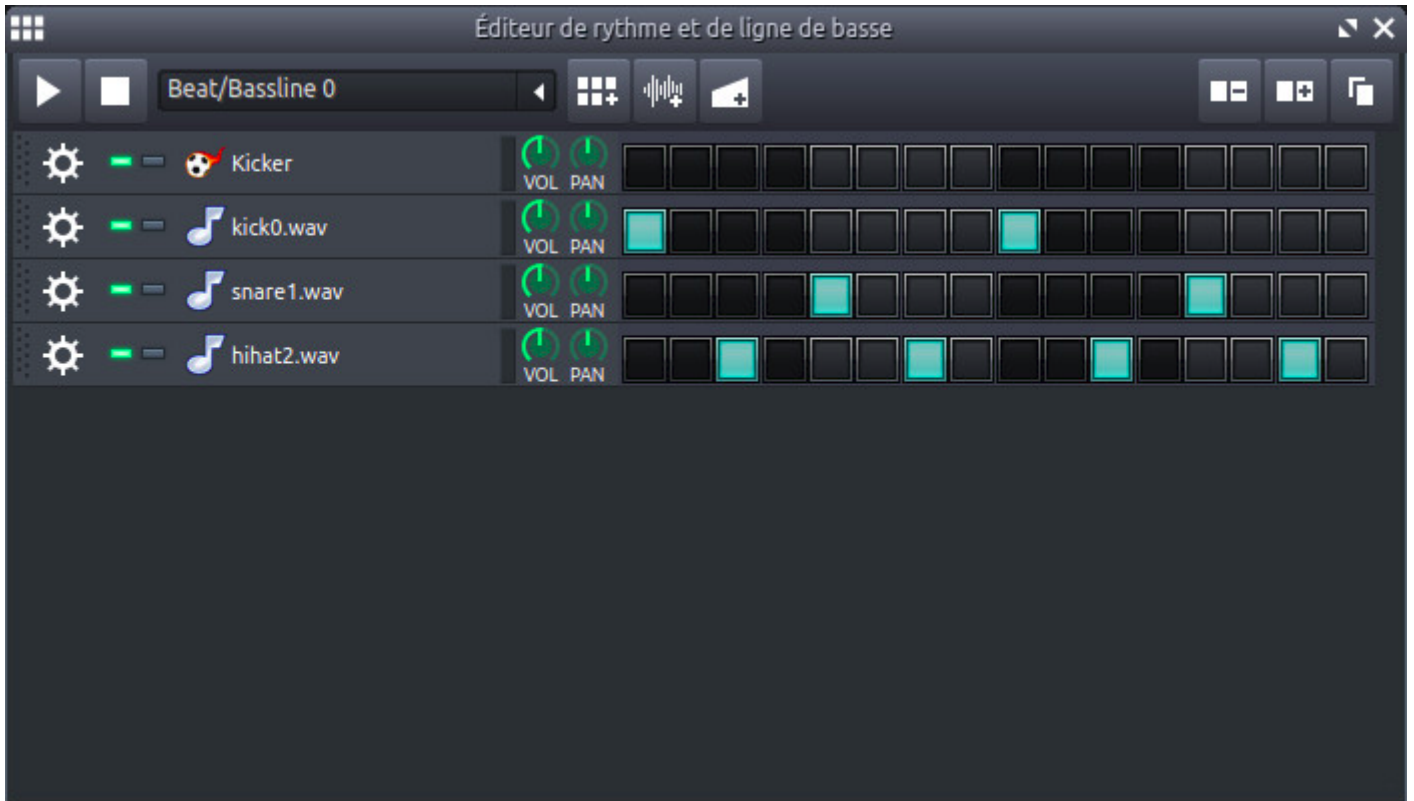 Éditeur de rythme et de ligne de basse
Beat/Bassline 0
Kicker
VOL PAN
kick0.wav
VOL PAN
snare1.wav
VOL PAN
hihat2.wav
VOL PAN